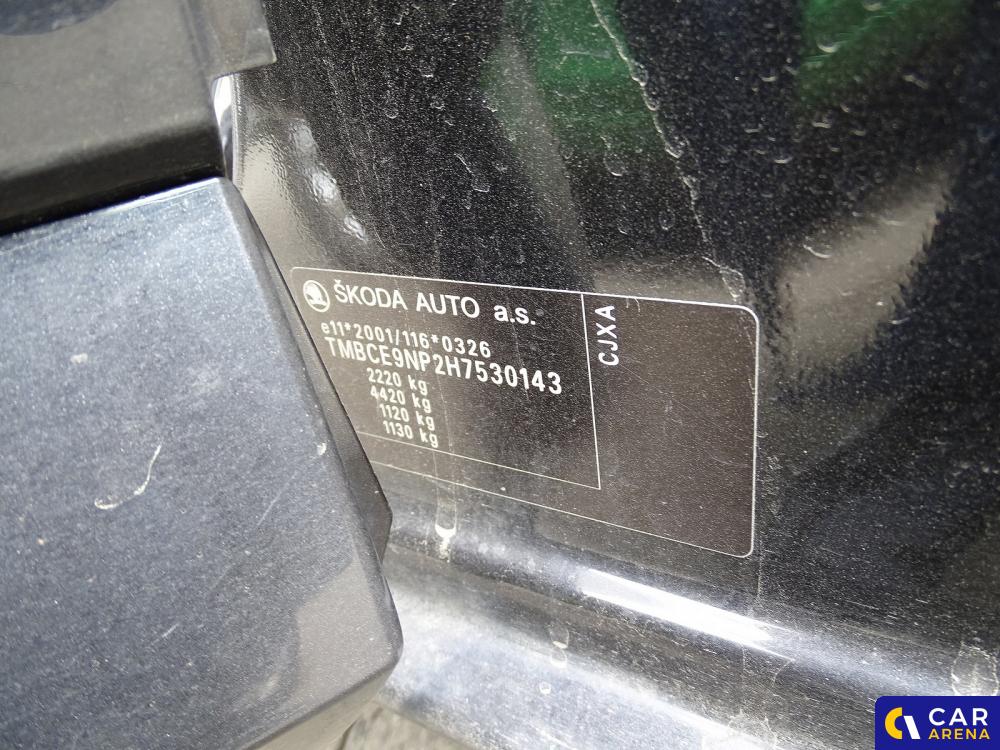 ŠKODA AUTO a.s.
e11*2001/116*0326
TMBCE9NP2H7530143
2220 kg
4420 kg
1120 kg
1130 kg
CJXA
CAR
ARENA